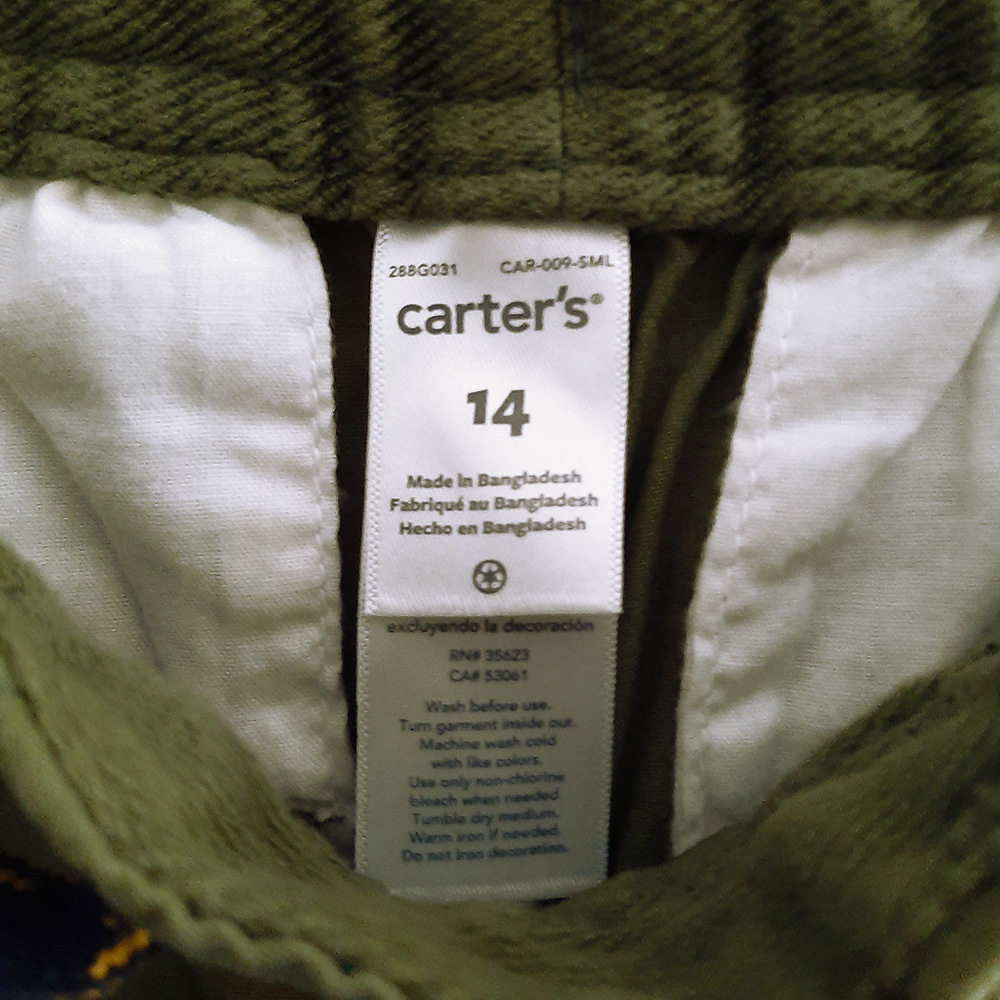 288G031 CAR-009-SML
carter's®
14
Made in Bangladesh
Fabriqué au Bangladesh
Hecho en Bangladesh
excluyendo la decoración
RN# 35623
CA# 53061
Wash before use.
Turn garment inside out.
Machine wash cold
with like colors.
Use only non-chlorine
bleach when needed.
Tumble dry medium.
Warm iron if needed.
Do not iron decoration.